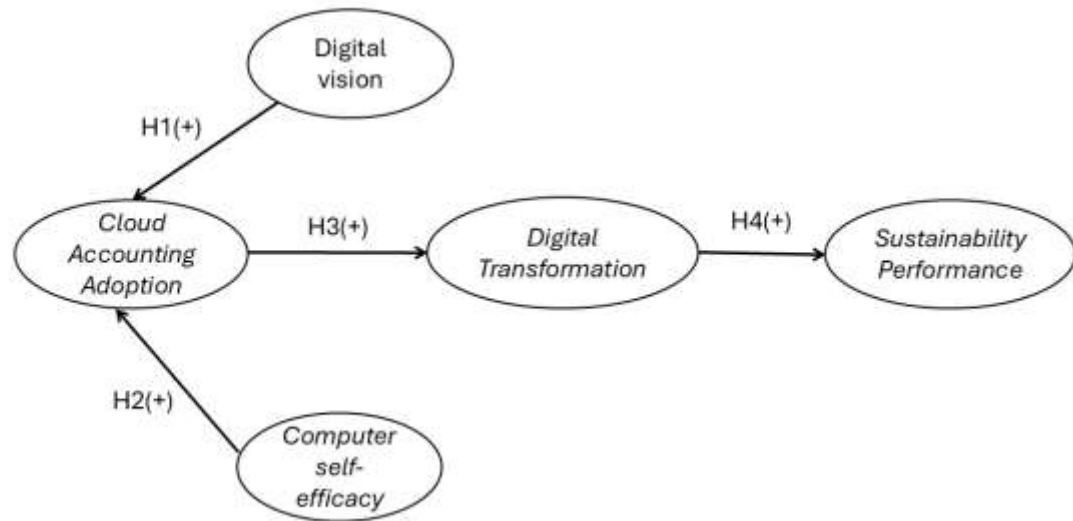 Digital
vision
H1(+)
Cloud
Accounting
Adoption
H3(+)
Digital
Transformation
H4(+)
Sustainability
Performance
H2(+)
Computer
self-
efficacy